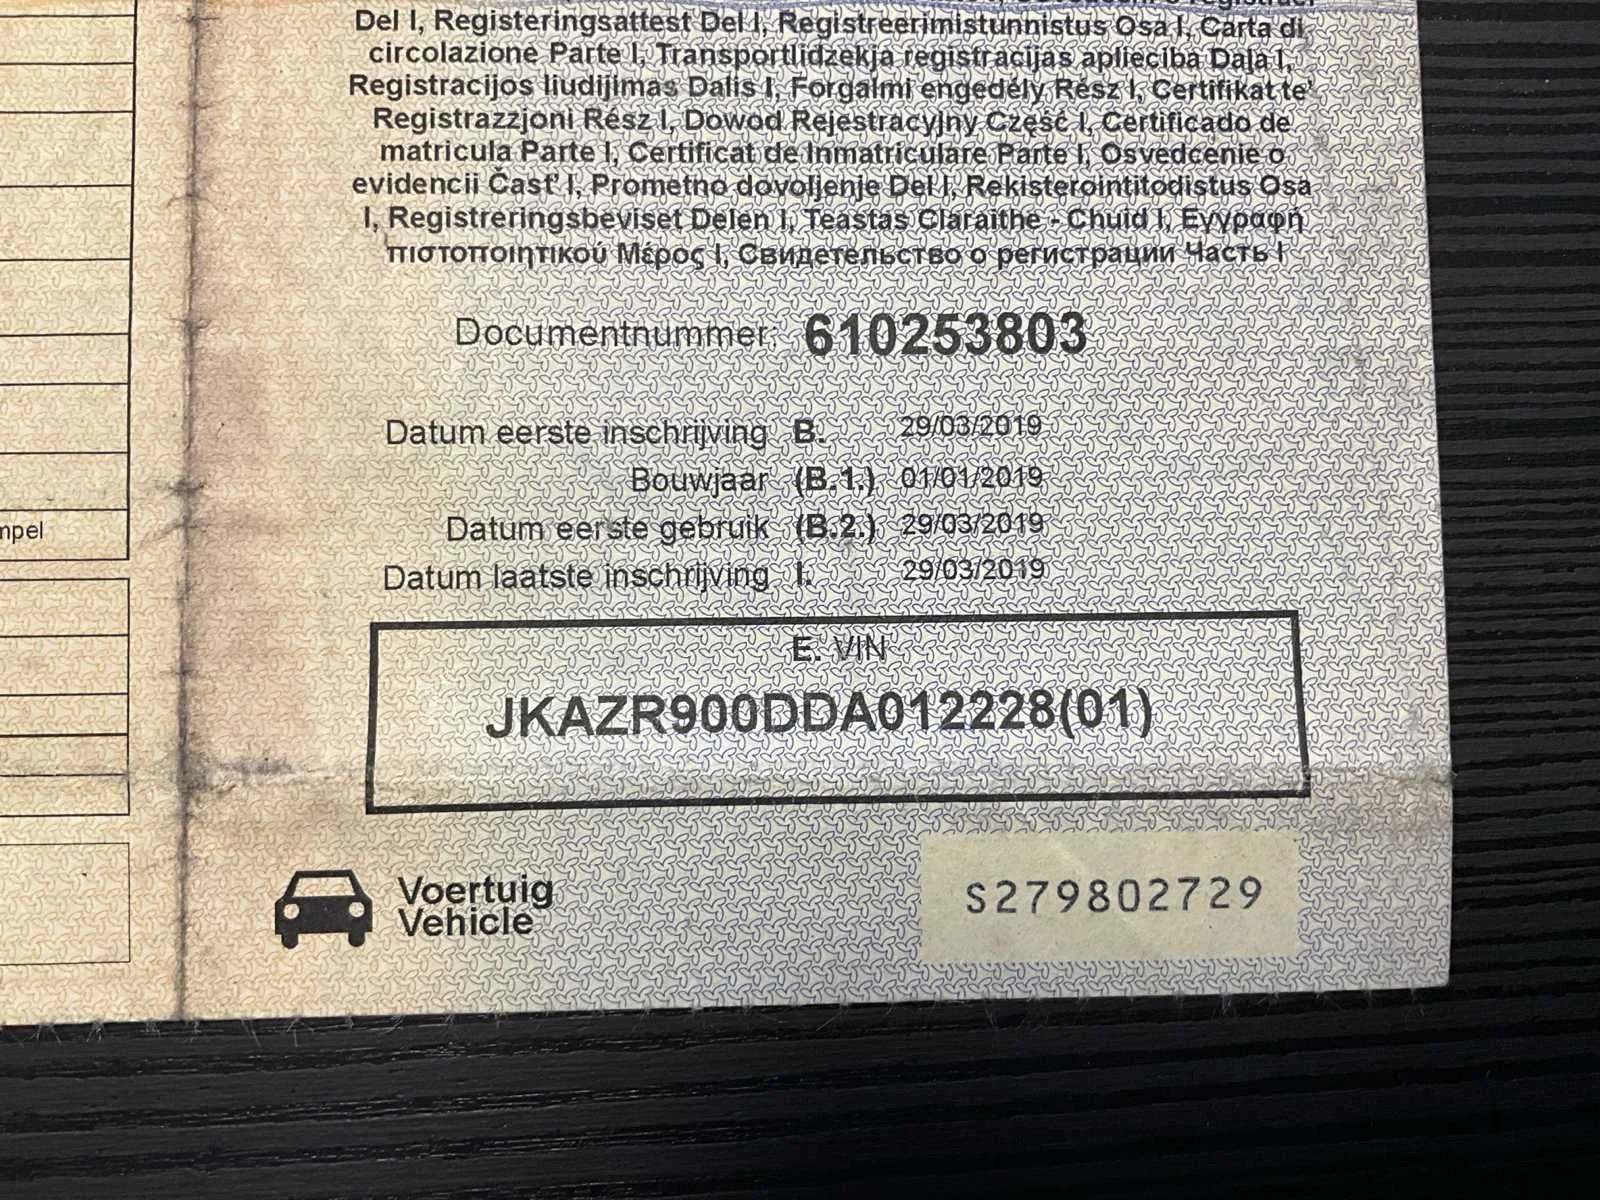 Del I, Registeringsattest Del I, Registreerimistunnistus Osa I, Carta di
circolazione Parte I, Transportlidzekja registracijas aplieciba Daļa I,
Registracijos liudijimas Dalis I, Forgalmi engedély Rész I, Certifikat te'
Registrazzjoni Rész I, Dowod Rejestracyjny Część I, Certificado de
matricula Parte I, Certificat de Inmatriculare Parte I, Osvedcenie o
evidencii Časť I, Prometno dovoljenje Del I, Rekisterointitodistus Osa
I, Registreringsbeviset Delen I, Teastas Claraithe - Chuid I, Εγγραφή
πιστοποιητικού Μέρος I, Свидетельство о регистрации Часть I
Documentnummer: 610253803
Datum eerste inschrijving B. 29/03/2019
Bouwjaar (B.1.) 01/01/2019
mpel
Datum eerste gebruik (B.2.) 29/03/2019
Datum laatste inschrijving I. 29/03/2019
E. VIN
JKAZR900DDA012228(01)
Voertuig
Vehicle
S279802729